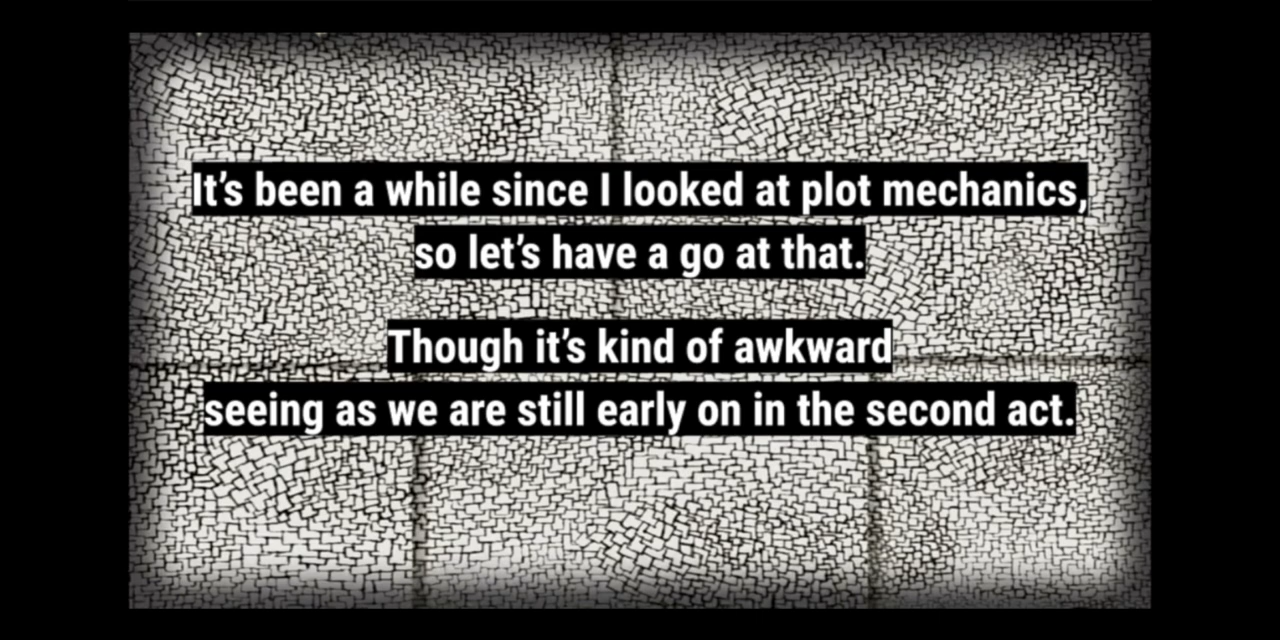 It’s been a while since I looked at plot mechanics,
so let’s have a go at that.
Though it’s kind of awkward
seeing as we are still early on in the second act.